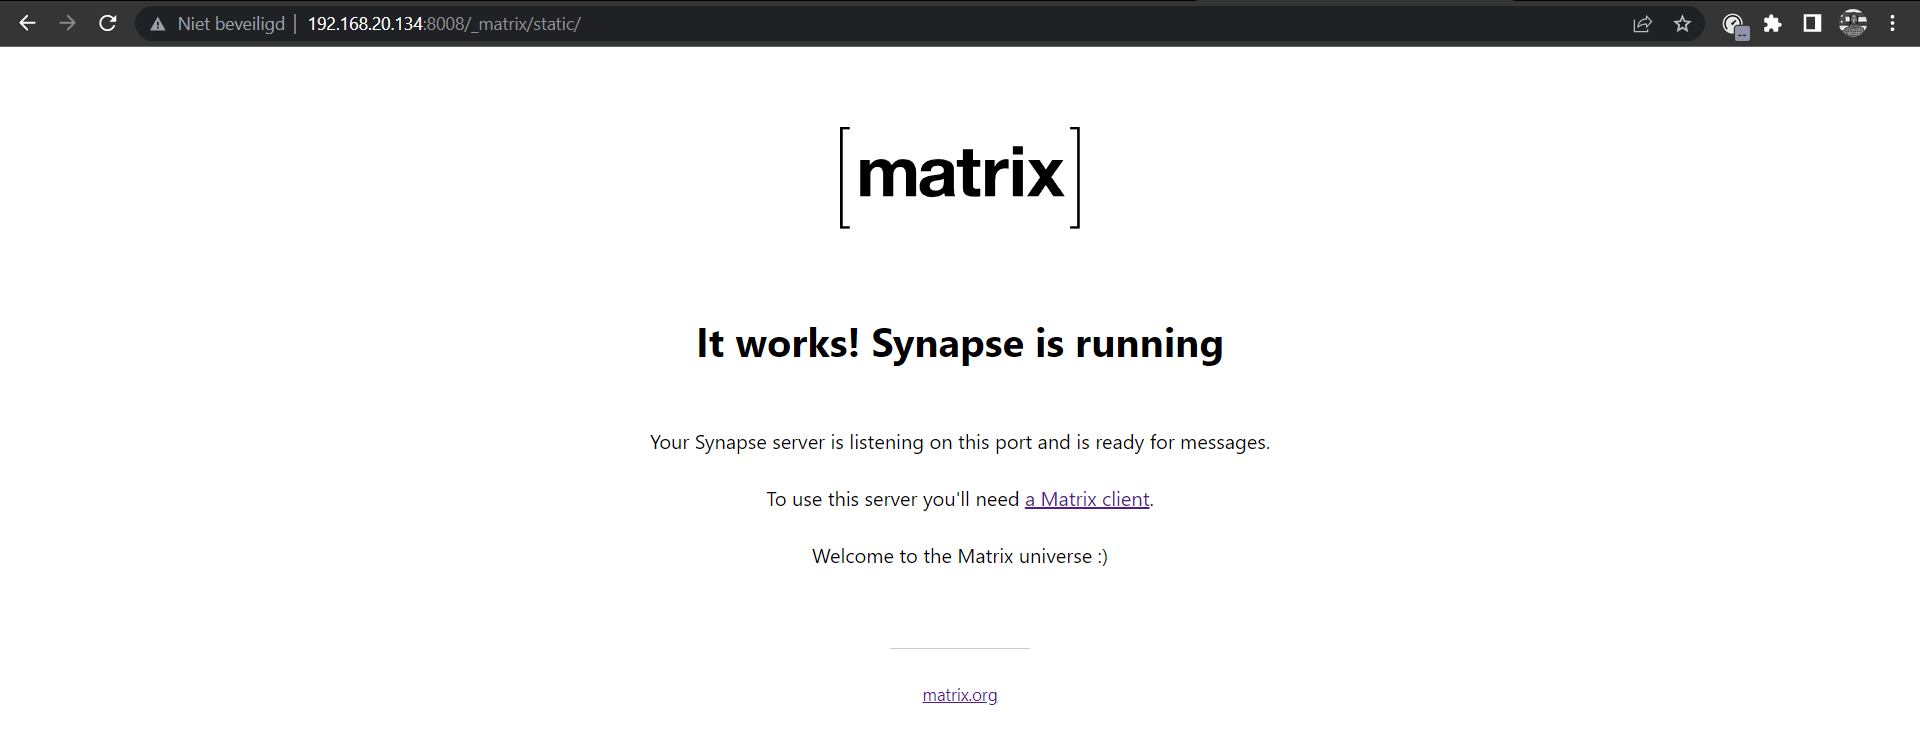 Niet beveiligd | 192.168.20.134:8008/_matrix/static/
[matrix]
It works! Synapse is running
Your Synapse server is listening on this port and is ready for messages.
To use this server you'll need a Matrix client.
Welcome to the Matrix universe :)
matrix.org